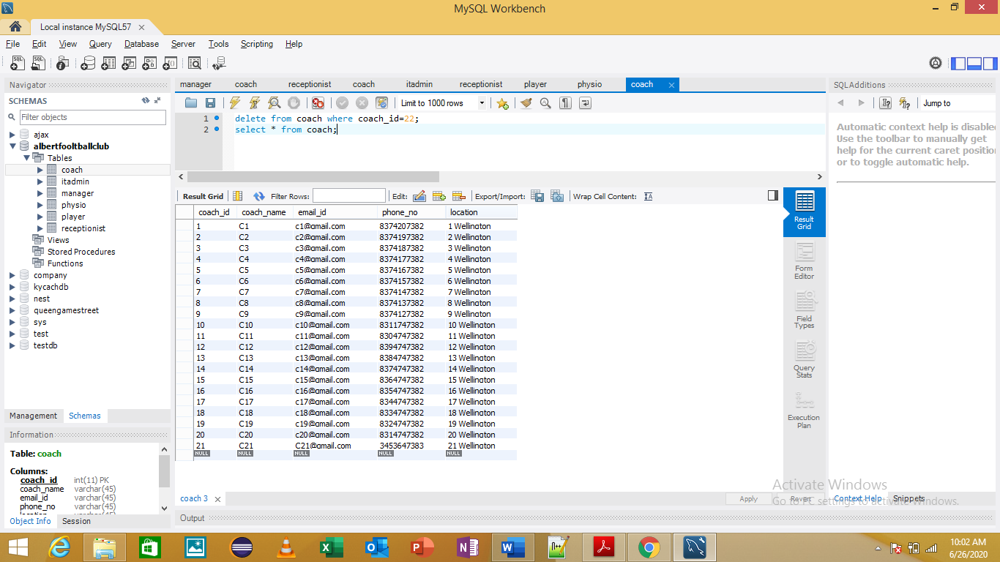 MySQL Workbench
Local instance MySQL57
File Edit View Query Database Server Tools Scripting Help
Navigator
SCHEMAS
Filter objects
ajax
albertfooltballclub
Tables
coach
itadmin
manager
physio
player
receptionist
Views
Stored Procedures
Functions
company
kycachdb
nest
queengamestreet
sys
test
testdb
Management Schemas
Information
Table: coach
Columns:
coach_id int(11) PK
coach_name varchar(45)
email_id varchar(45)
phone_no varchar(45)
location varchar(45)
Object Info Session
manager coach receptionist coach itadmin receptionist player physio coach
Limit to 1000 rows
1 delete from coach where coach_id=22;
2 select * from coach;
Result Grid Filter Rows: Edit: Export/Import: Wrap Cell Content:
coach_id coach_name email_id phone_no location
1 C1 c1@gmail.com 8374207382 1 Wellington
2 C2 c2@gmail.com 8374197382 2 Wellington
3 C3 c3@gmail.com 8374187382 3 Wellington
4 C4 c4@gmail.com 8374177382 4 Wellington
5 C5 c5@gmail.com 8374167382 5 Wellington
6 C6 c6@gmail.com 8374157382 6 Wellington
7 C7 c7@gmail.com 8374147382 7 Wellington
8 C8 c8@gmail.com 8374137382 8 Wellington
9 C9 c9@gmail.com 8374127382 9 Wellington
10 C10 c10@gmail.com 8311747382 10 Wellington
11 C11 c11@gmail.com 8304747382 11 Wellington
12 C12 c12@gmail.com 8394747382 12 Wellington
13 C13 c13@gmail.com 8384747382 13 Wellington
14 C14 c14@gmail.com 8374747382 14 Wellington
15 C15 c15@gmail.com 8364747382 15 Wellington
16 C16 c16@gmail.com 8354747382 16 Wellington
17 C17 c17@gmail.com 8344747382 17 Wellington
18 C18 c18@gmail.com 8334747382 18 Wellington
19 C19 c19@gmail.com 8324747382 19 Wellington
20 C20 c20@gmail.com 8314747382 20 Wellington
21 C21 C21@gmail.com 3453647383 21 Wellington
NULL NULL NULL NULL NULL
Result Grid
Form Editor
Field Types
Query Stats
Execution Plan
coach 3
Apply Revert
Output
SQLAdditions
Jump to
Automatic context help is disabled.
Use the toolbar to manually get
help for the current caret position
or to toggle automatic help.
Context Help Snippets
Activate Windows
Go to PC settings to activate Windows.
10:02 AM
6/26/2020